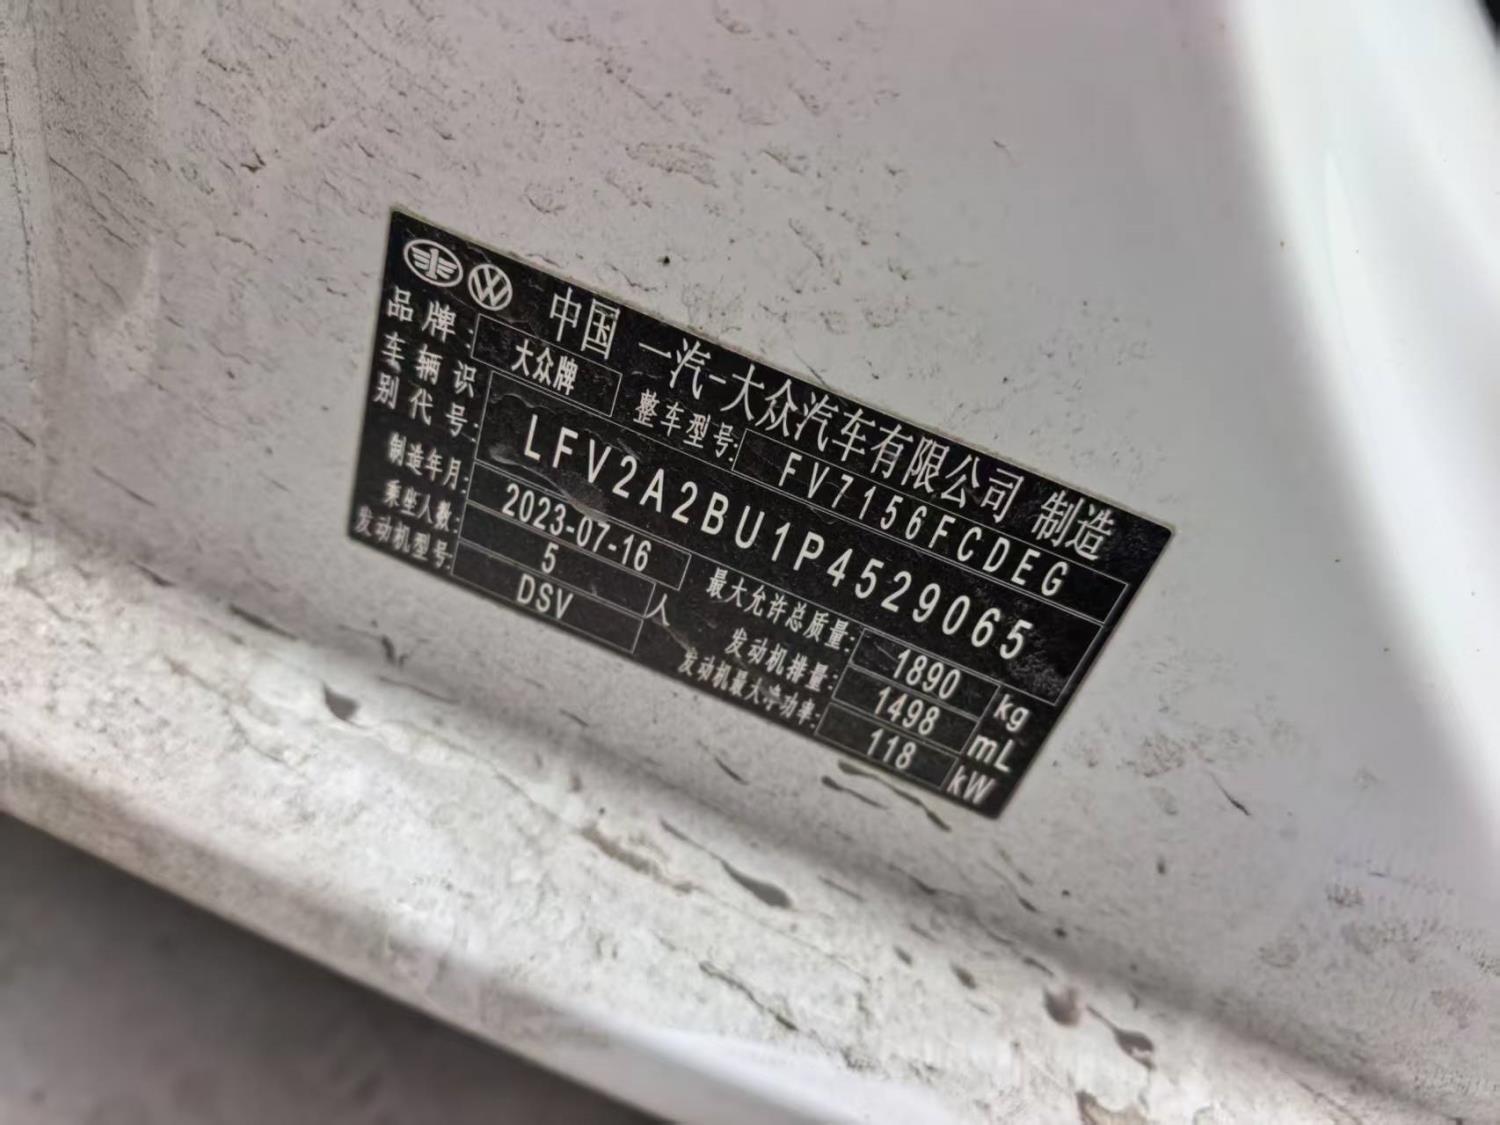 中国 一汽-大众汽车有限公司 制造
品牌: 大众牌 整车型号: FV7156FCDEG
车辆识别代号: LFV2A2BU1P4529065
制造年月: 2023-07-16 最大允许总质量: 1890 kg
乘坐人数: 5 人 发动机排量: 1498 mL
发动机型号: DSV 发动机最大净功率: 118 kW